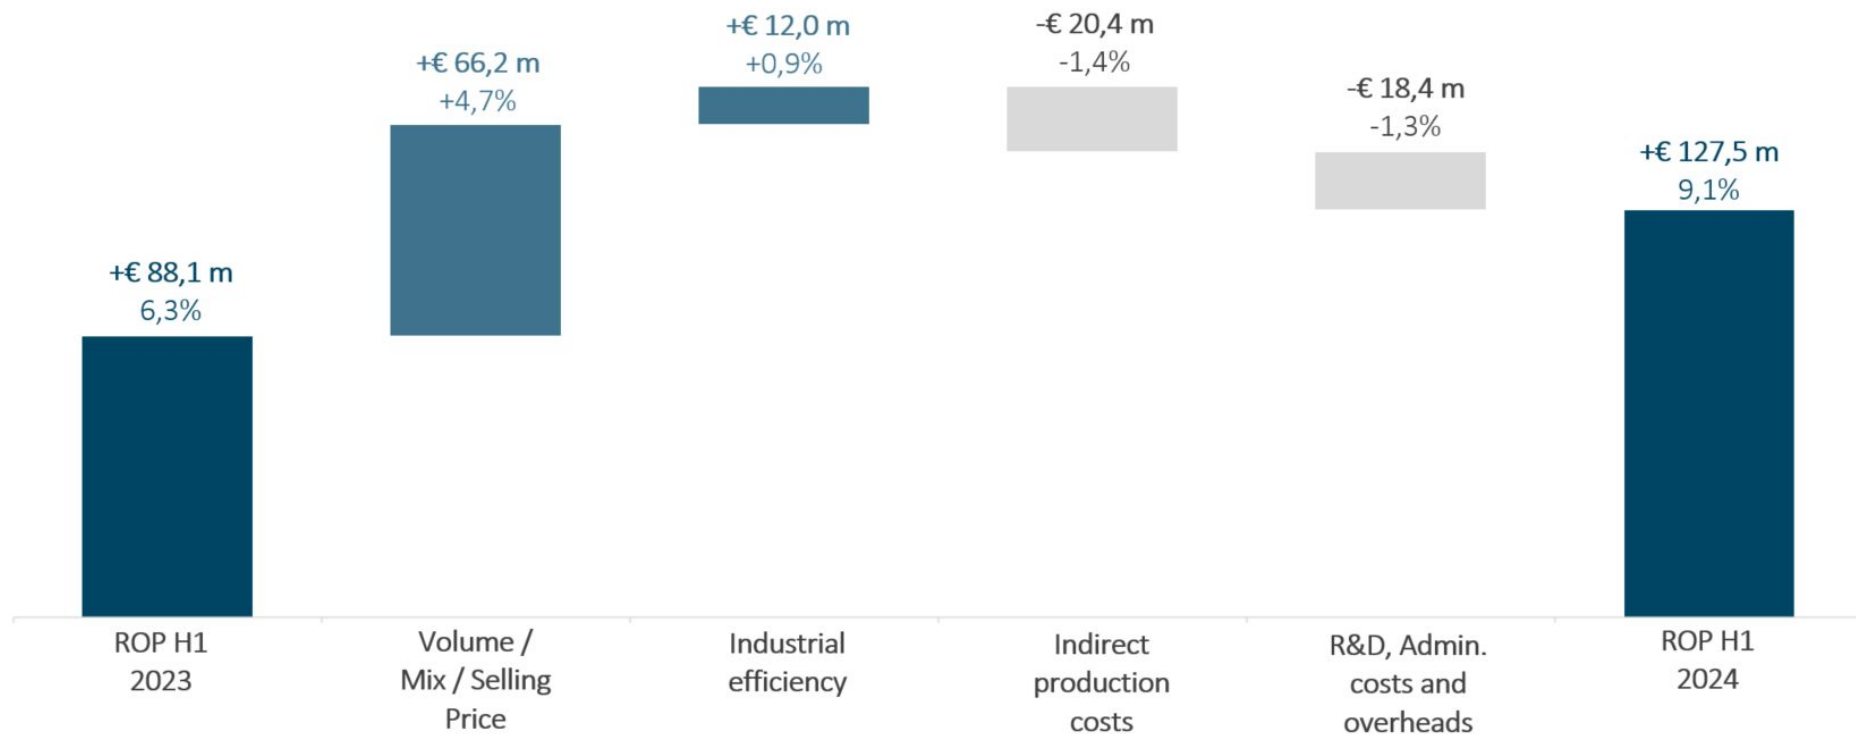 +€ 88,1 m
6,3%
+€ 66,2 m
+4,7%
+€ 12,0 m
+0,9%
-€ 20,4 m
-1,4%
-€ 18,4 m
-1,3%
+€ 127,5 m
9,1%
ROP H1
2023
Volume /
Mix / Selling
Price
Industrial
efficiency
Indirect
production
costs
R&D, Admin.
costs and
overheads
ROP H1
2024